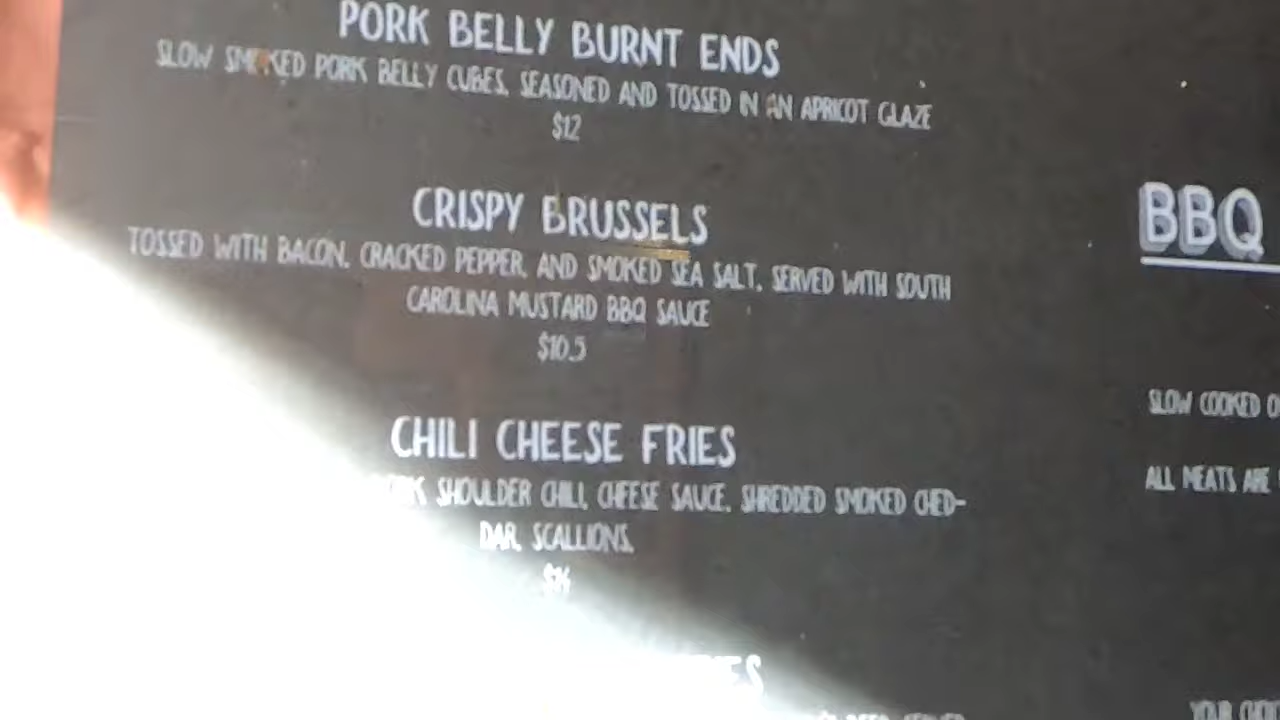 PORK BELLY BURNT ENDS
SLOW SMOKED PORK BELLY CUBES, SEASONED AND TOSSED IN AN APRICOT GLAZE
$12
CRISPY BRUSSELS
TOSSED WITH BACON, CRACKED PEPPER, AND SMOKED SEA SALT, SERVED WITH SOUTH
CAROLINA MUSTARD BBQ SAUCE
$10.5
CHILI CHEESE FRIES
SHOULDER CHILI, CHEESE SAUCE, SHREDDED SMOKED CHED-
DAR, SCALLIONS,
BBQ
SLOW COOKED
ALL MEATS ARE
YOUR